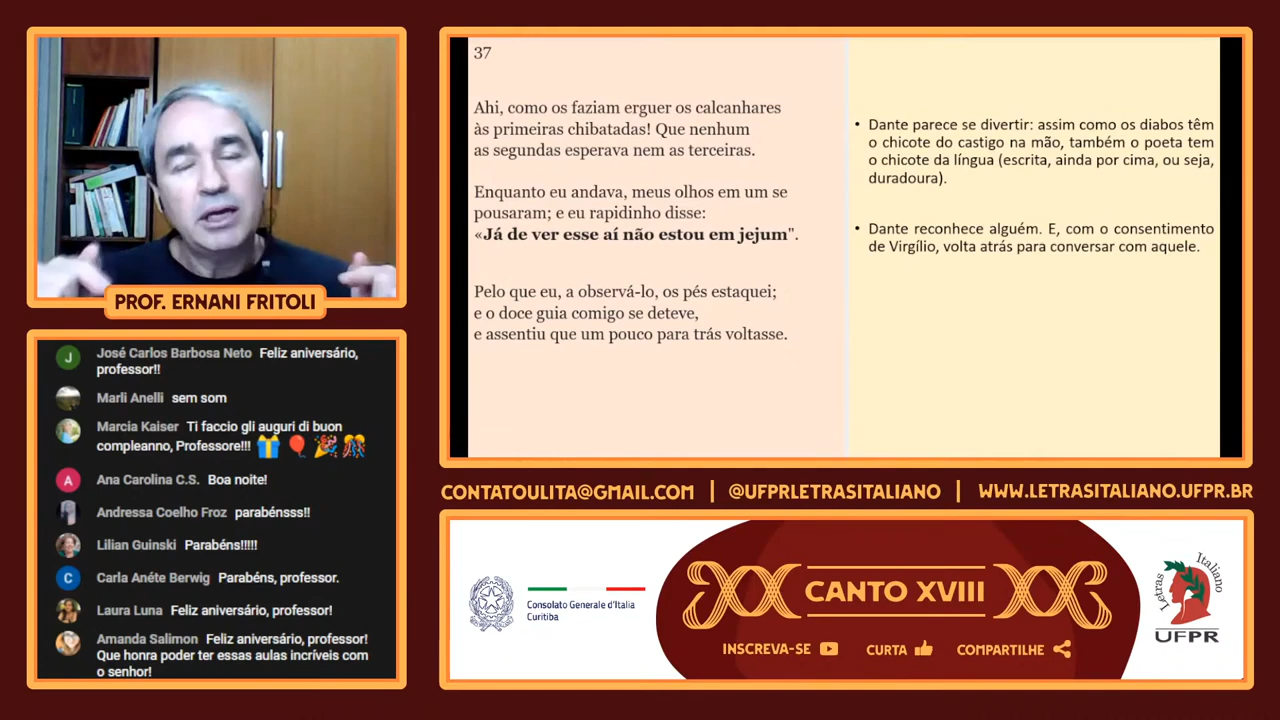 PROF. ERNANI FRITOLI
J José Carlos Barbosa Neto Feliz aniversário,
professor!!
Marli Anelli sem som
Marcia Kaiser Ti faccio gli auguri di buon
compleanno, Professore!!! 🎁🎈🎉🎊
A Ana Carolina C.S. Boa noite!
Andressa Coelho Froz parabénsss!!
Lilian Guinski Parabéns!!!!!
C Carla Anéte Berwig Parabéns, professor.
Laura Luna Feliz aniversário, professor!
Amanda Salimon Feliz aniversário, professor!
Que honra poder ter essas aulas incríveis com
o senhor!
37
Ahi, como os faziam erguer os calcanhares
às primeiras chibatadas! Que nenhum
as segundas esperava nem as terceiras.
Enquanto eu andava, meus olhos em um se
pousaram; e eu rapidinho disse:
«Já de ver esse aí não estou em jejum".
Pelo que eu, a observá-lo, os pés estaquei;
e o doce guia comigo se deteve,
e assentiu que um pouco para trás voltasse.
• Dante parece se divertir: assim como os diabos têm
o chicote do castigo na mão, também o poeta tem
o chicote da língua (escrita, ainda por cima, ou seja,
duradoura).
• Dante reconhece alguém. E, com o consentimento
de Virgílio, volta atrás para conversar com aquele.
CONTATOULITA@GMAIL.COM | @UFPRLETRASITALIANO | WWW.LETRASITALIANO.UFPR.BR
Consolato Generale d'Italia
Curitiba
CANTO XVIII
INSCREVA-SE CURTA COMPARTILHE
Letras Italiano
UFPR